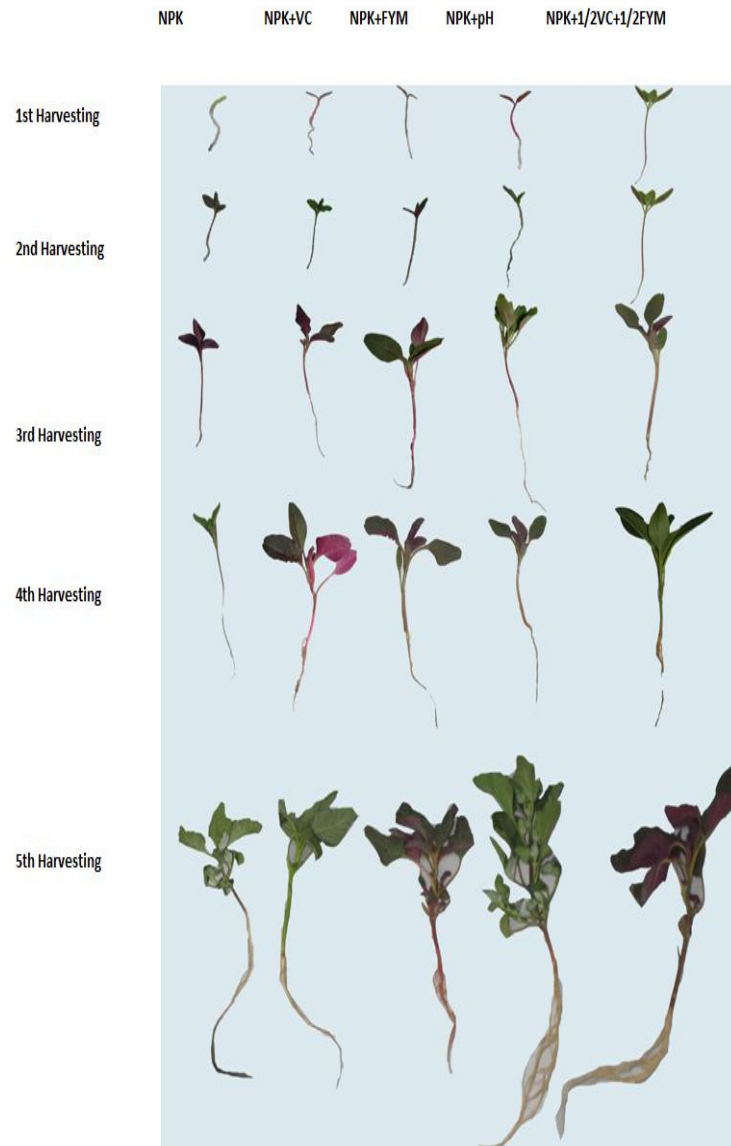 NPK NPK+VC NPK+FYM NPK+pH NPK+1/2VC+1/2FYM
1st Harvesting
2nd Harvesting
3rd Harvesting
4th Harvesting
5th Harvesting